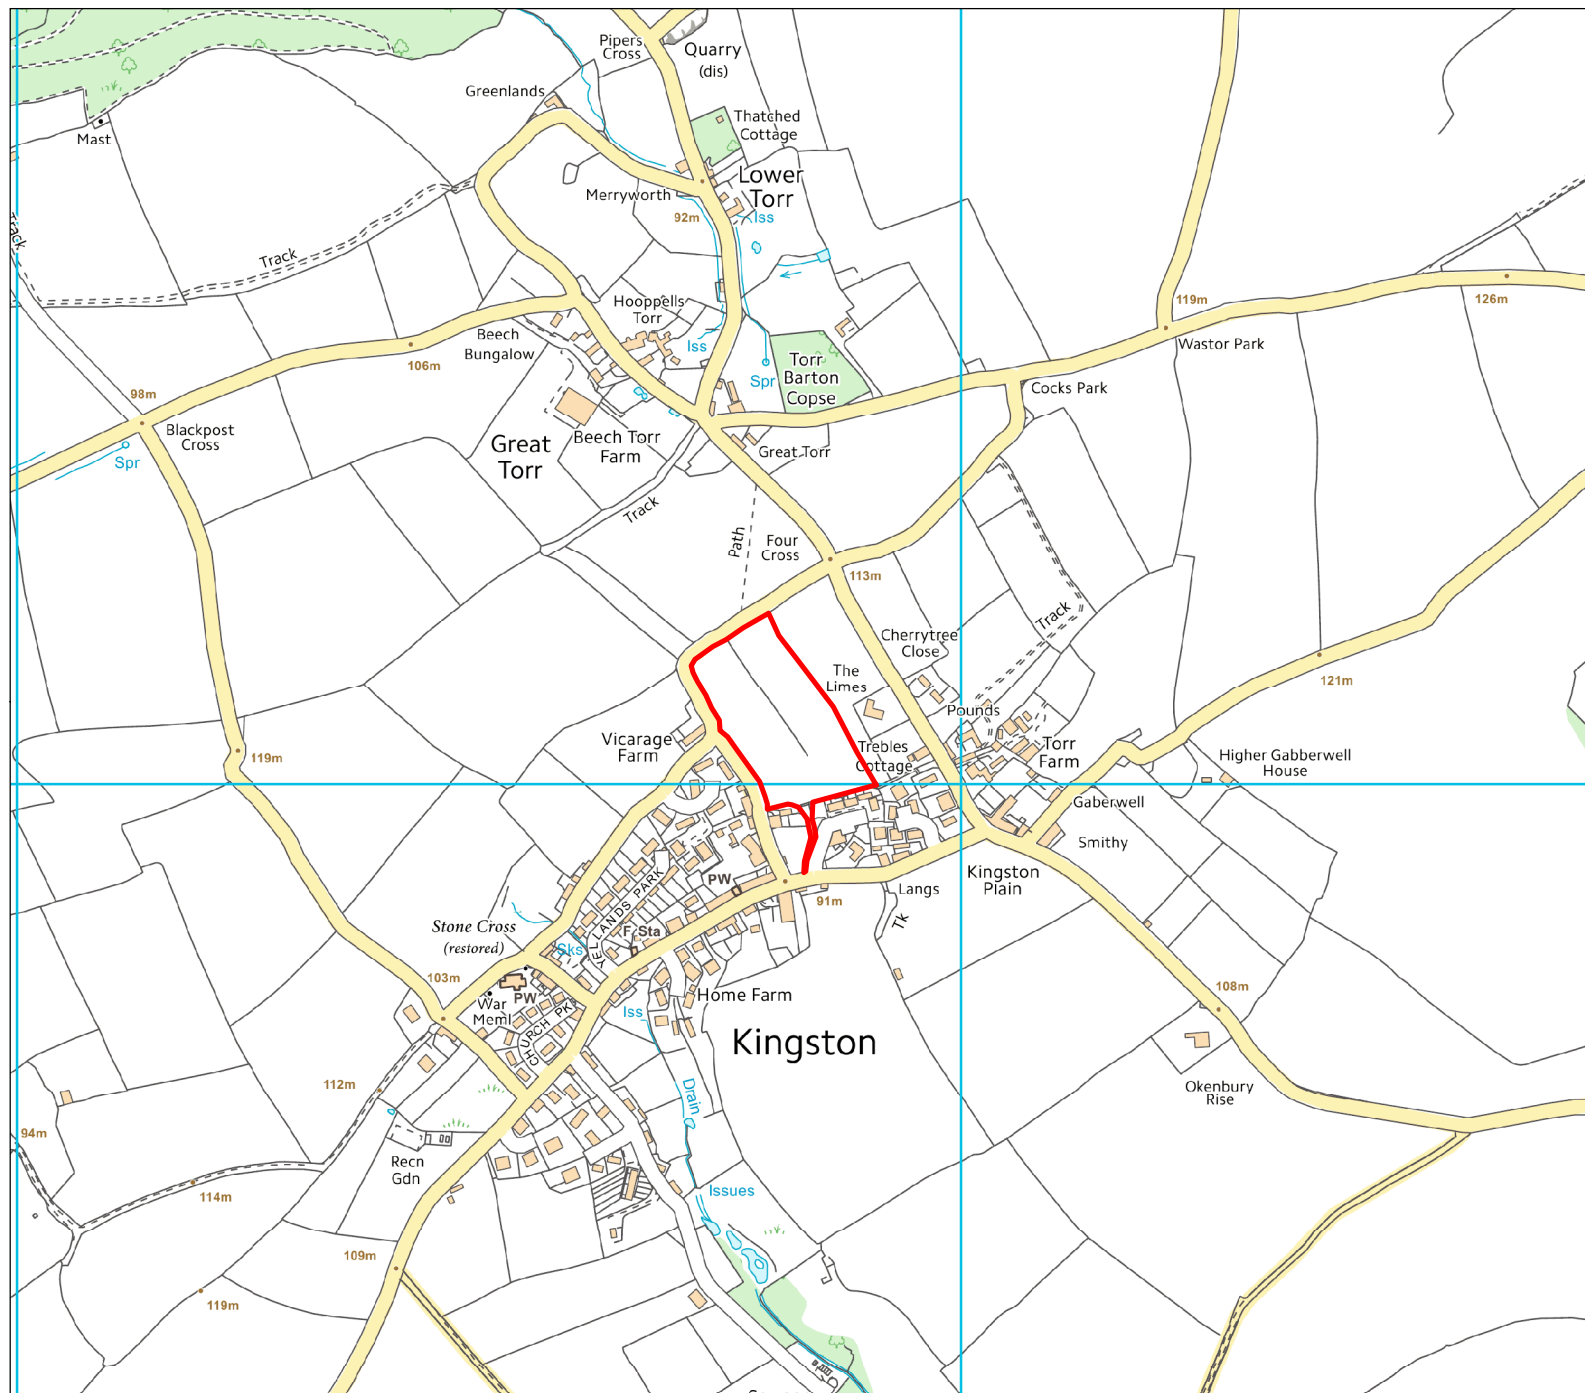 Pipers
Cross
Quarry
(dis)
Greenlands
Mast
Thatched
Cottage
Lower
Torr
Merryworth
92m
Iss
Track
Track
Hooppells
Torr
119m
126m
Beech
Bungalow
Iss
Wastor Park
106m
Spr
Torr
Barton
Copse
Cocks Park
98m
Blackpost
Cross
Spr
Great
Torr
Beech Torr
Farm
Great Torr
Track
Path
Four
Cross
113m
Track
Cherrytree
Close
The
Limes
121m
Pounds
Vicarage
Farm
Trebles
Cottage
Torr
Farm
Higher Gabberwell
House
119m
Gaberwell
Smithy
PW
Kingston
Plain
Langs
91m
Tk
YELLANDS PARK
Stone Cross
(restored)
F Sta
Sks
103m
War
Meml
PW
Home Farm
Iss
CHURCH PK
Kingston
108m
112m
Drain
Okenbury
Rise
94m
Recn
Gdn
114m
Issues
109m
119m